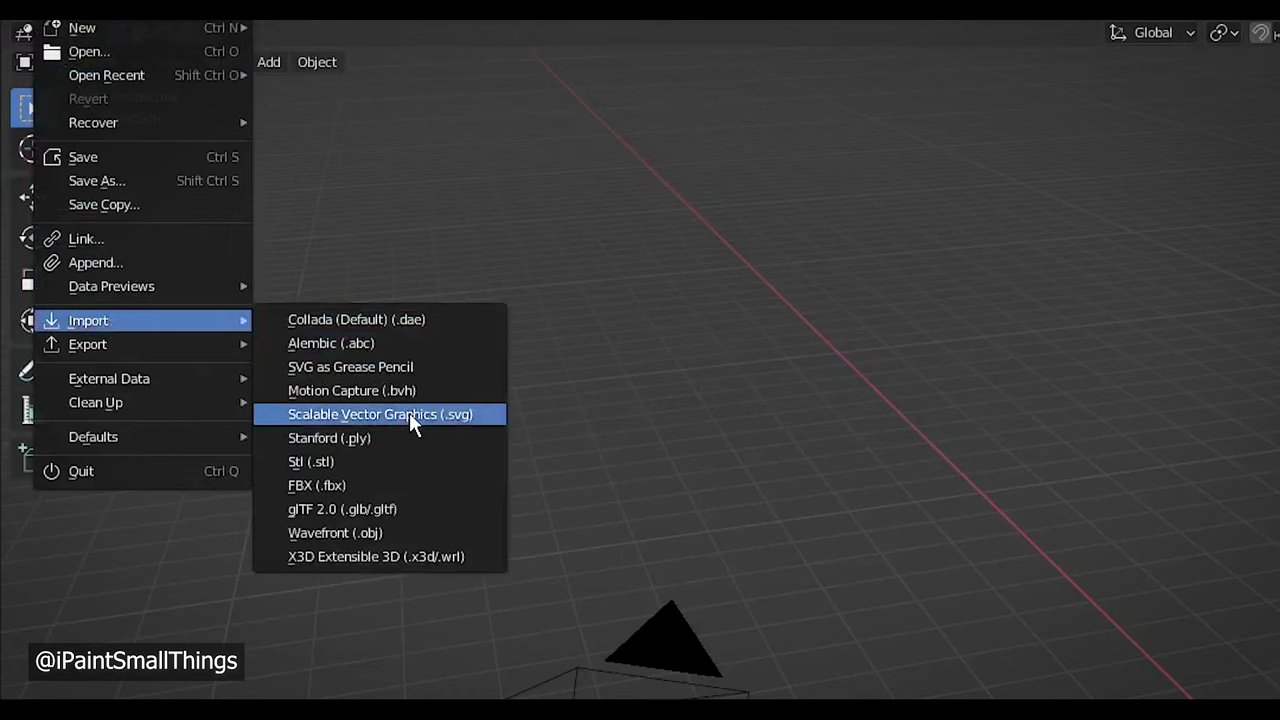 New Ctrl N
Open... Ctrl O
Open Recent Shift Ctrl O
Revert
Recover
Save Ctrl S
Save As... Shift Ctrl S
Save Copy...
Link...
Append...
Data Previews
Import
Export
External Data
Clean Up
Defaults
Quit Ctrl Q
Add Object
Global
Collada (Default) (.dae)
Alembic (.abc)
SVG as Grease Pencil
Motion Capture (.bvh)
Scalable Vector Graphics (.svg)
Stanford (.ply)
Stl (.stl)
FBX (.fbx)
glTF 2.0 (.glb/.gltf)
Wavefront (.obj)
X3D Extensible 3D (.x3d/.wrl)
@iPaintSmallThings